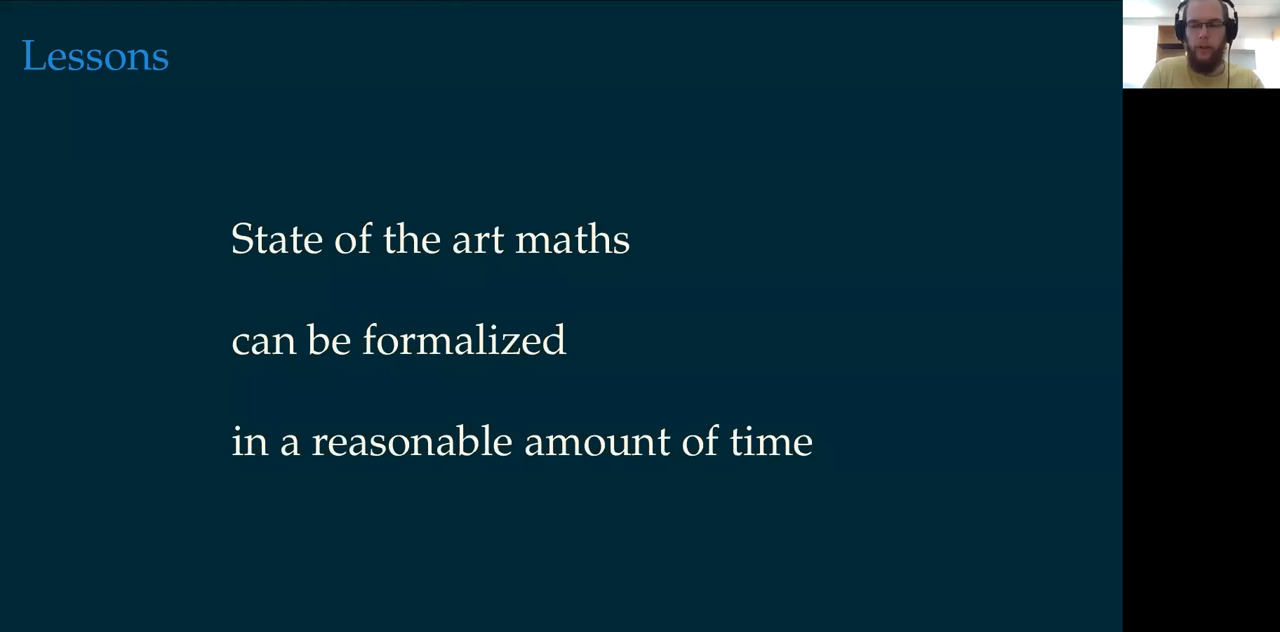 Lessons
State of the art maths
can be formalized
in a reasonable amount of time